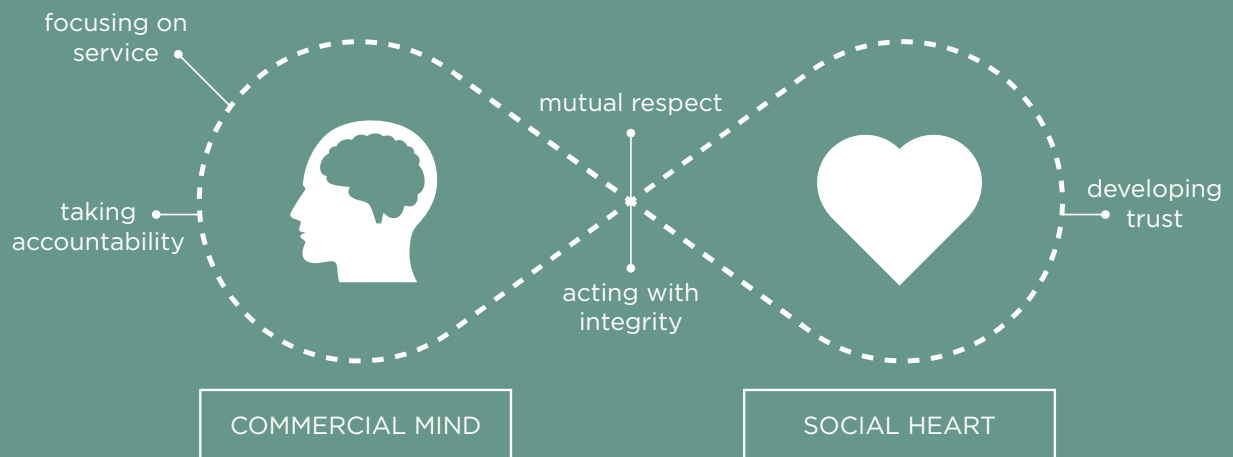 focusing on
service
mutual respect
taking
accountability
developing
trust
acting with
integrity
COMMERCIAL MIND
SOCIAL HEART